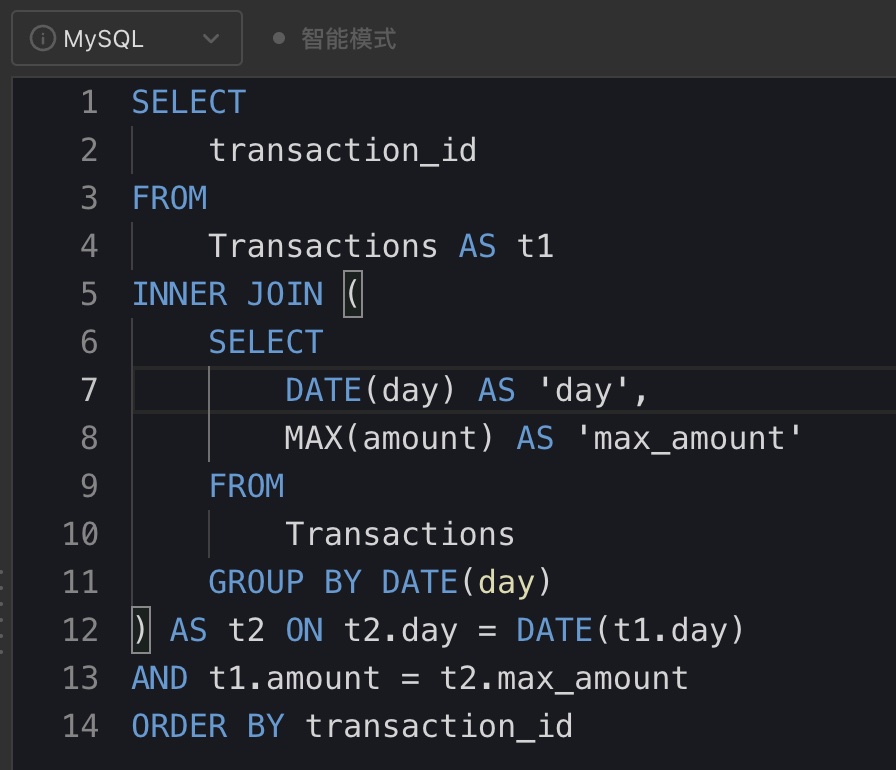 MySQL 智能模式
1 SELECT
2     transaction_id
3 FROM
4     Transactions AS t1
5 INNER JOIN (
6     SELECT
7         DATE(day) AS 'day',
8         MAX(amount) AS 'max_amount'
9     FROM
10         Transactions
11     GROUP BY DATE(day)
12 ) AS t2 ON t2.day = DATE(t1.day)
13 AND t1.amount = t2.max_amount
14 ORDER BY transaction_id